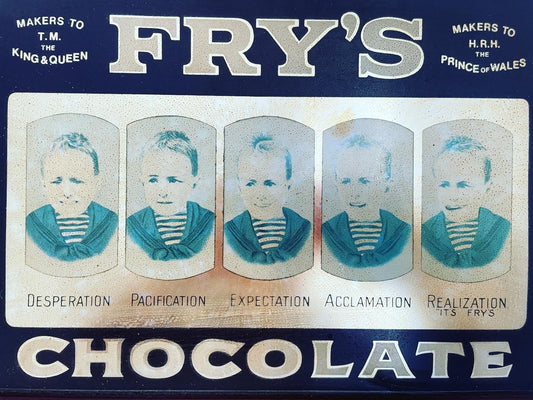 MAKERS TO
T.M.
THE
KING & QUEEN
FRY'S
MAKERS TO
H.R.H.
THE
PRINCE OF WALES
DESPERATION
PACIFICATION
EXPECTATION
ACCLAMATION
REALIZATION
ITS FRYS
CHOCOLATE